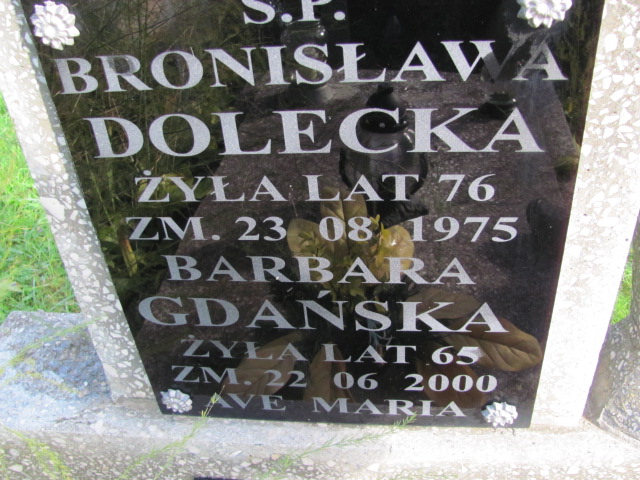 Ś.P.
BRONISŁAWA
DOLECKA
ŻYŁA LAT 76
ZM. 23 08 1975
BARBARA
GDAŃSKA
ŻYŁA LAT 65
ZM. 22 06 2000
AVE MARIA